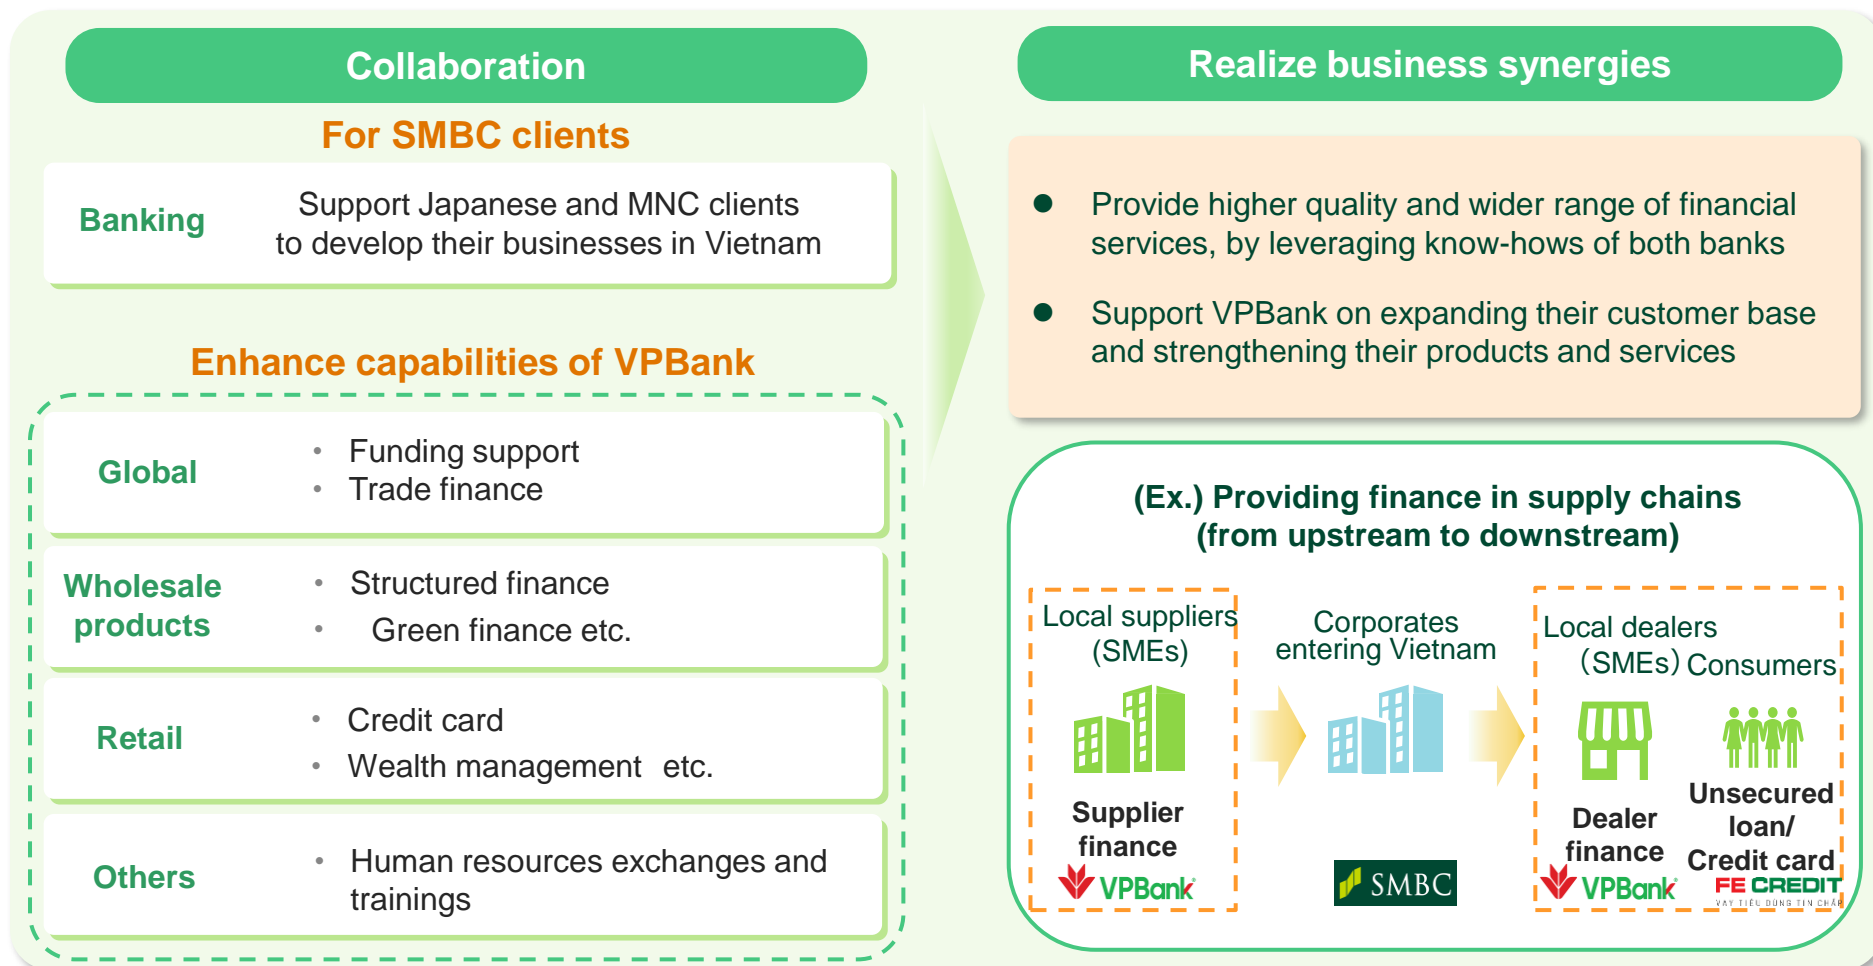 Collaboration
For SMBC clients
Banking
Support Japanese and MNC clients
to develop their businesses in Vietnam
Enhance capabilities of VPBank
Global
・ Funding support
・ Trade finance
Wholesale
products
・ Structured finance
・ Green finance etc.
Retail
・ Credit card
・ Wealth management etc.
Others
・ Human resources exchanges and
trainings
Realize business synergies
● Provide higher quality and wider range of financial
services, by leveraging know-hows of both banks
● Support VPBank on expanding their customer base
and strengthening their products and services
(Ex.) Providing finance in supply chains
(from upstream to downstream)
Local suppliers
(SMEs)
Supplier
finance
VPBank
Corporates
entering Vietnam
SMBC
Local dealers
（SMEs）
Dealer
finance
VPBank
Consumers
Unsecured
loan/
Credit card
FE CREDIT
VAY TIÊU DÙNG TÍN CHẤP